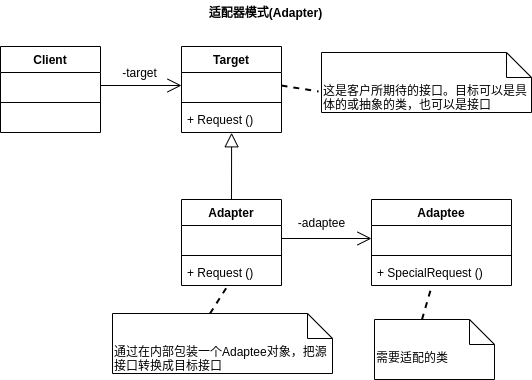 适配器模式(Adapter)
Client
-target
Target
+ Request ()
这是客户所期待的接口。目标可以是具
体的或抽象的类，也可以是接口
Adapter
+ Request ()
-adaptee
Adaptee
+ SpecialRequest ()
通过在内部包装一个Adaptee对象，把源
接口转换成目标接口
需要适配的类